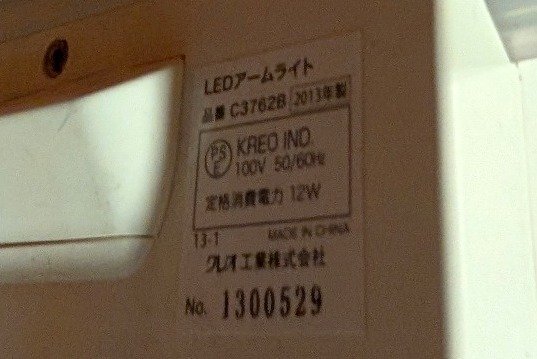 LEDアームライト
品番 C3762B 2013年製
PS
E
KREO IND.
100V 50/60Hz
定格消費電力 12W
13-1 MADE IN CHINA
クレオ工業株式会社
No. 1300529